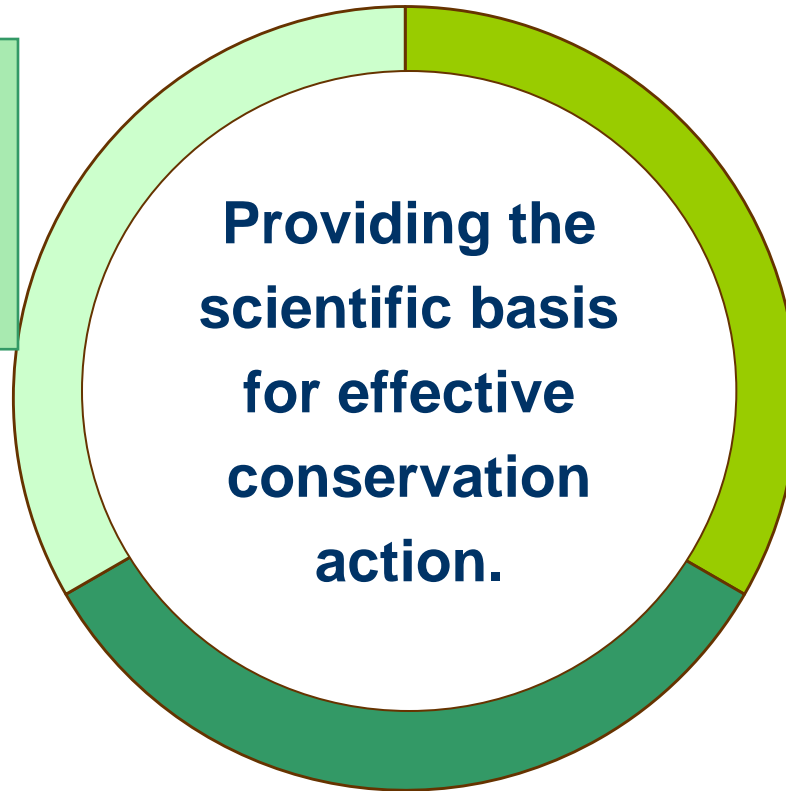 Providing the
scientific basis
for effective
conservation
action.